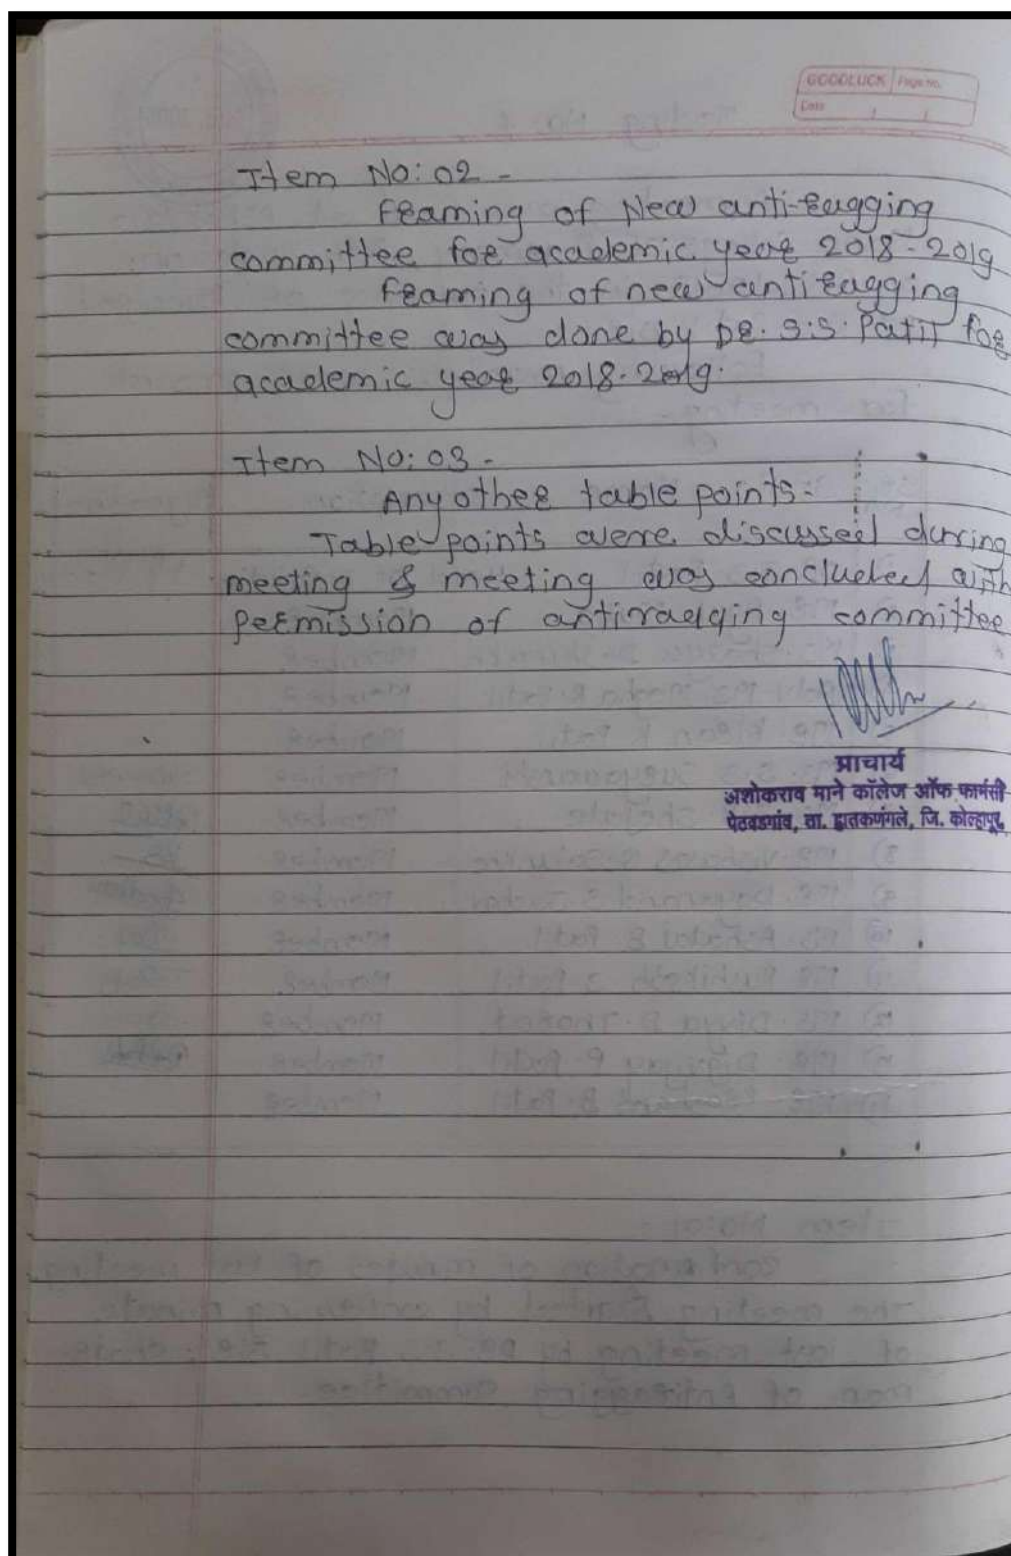 GOODLUCK Page No.
Date / /
Item No: 02 -
Framing of New anti-ragging
committee for academic year 2018-2019
Framing of new anti ragging
committee was done by Dr. S.S. Patil for
academic year 2018-2019.
Item No: 03 -
Any other table points -
Table points were discussed during
meeting & meeting was concluded with
permission of antiragging committee
प्राचार्य
अशोकराव माने कॉलेज ऑफ फार्मसी
पेठवडगांव, ता. हातकणंगले, जि. कोल्हापूर